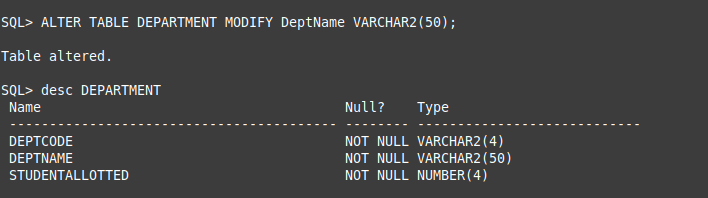 SQL> ALTER TABLE DEPARTMENT MODIFY DeptName VARCHAR2(50);
Table altered.
SQL> desc DEPARTMENT
Name Null? Type
----------------------------------------- -------- ----------------------------
DEPTCODE NOT NULL VARCHAR2(4)
DEPTNAME NOT NULL VARCHAR2(50)
STUDENTALLOTTED NOT NULL NUMBER(4)